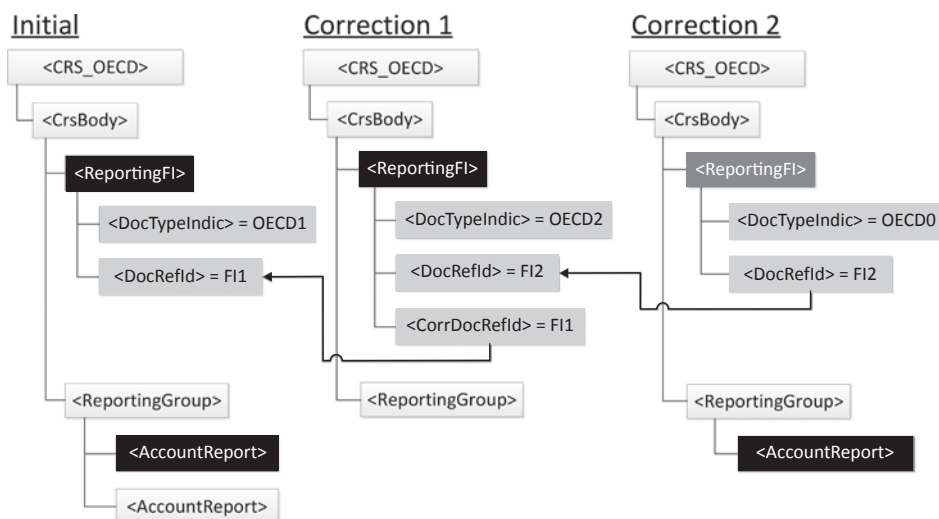 Initial
<CRS_OECD>
<CrsBody>
<ReportingFI>
<DocTypeIndic> = OECD1
<DocRefId> = FI1
<ReportingGroup>
<AccountReport>
<AccountReport>
Correction 1
<CRS_OECD>
<CrsBody>
<ReportingFI>
<DocTypeIndic> = OECD2
<DocRefId> = FI2
<CorrDocRefId> = FI1
<ReportingGroup>
Correction 2
<CRS_OECD>
<CrsBody>
<ReportingFI>
<DocTypeIndic> = OECD0
<DocRefId> = FI2
<ReportingGroup>
<AccountReport>